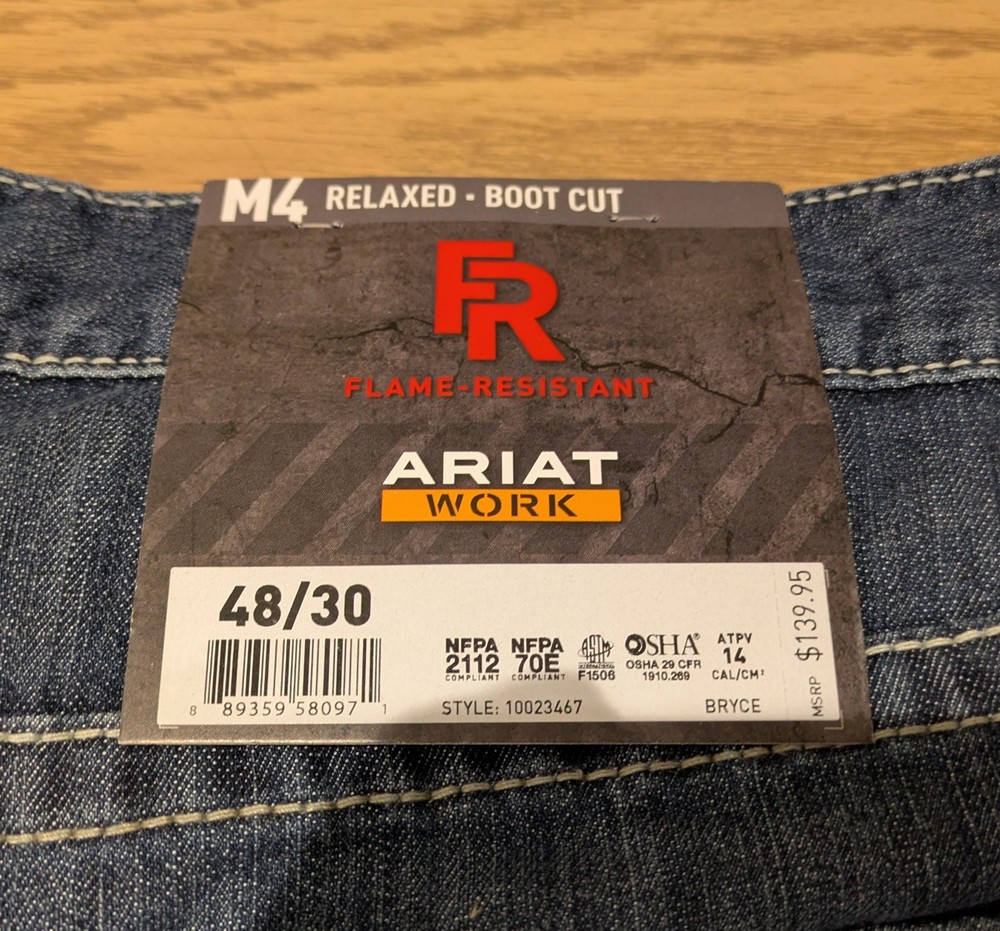 M4 RELAXED - BOOT CUT
FR
FLAME-RESISTANT
ARIAT
WORK
48/30
8 89359 58097 1
NFPA 2112 COMPLIANT
NFPA 70E COMPLIANT
ASTM INTERNATIONAL F1506
OSHA® OSHA 29 CFR 1910.269
ATPV 14 CAL/CM²
STYLE: 10023467
BRYCE
MSRP $139.95